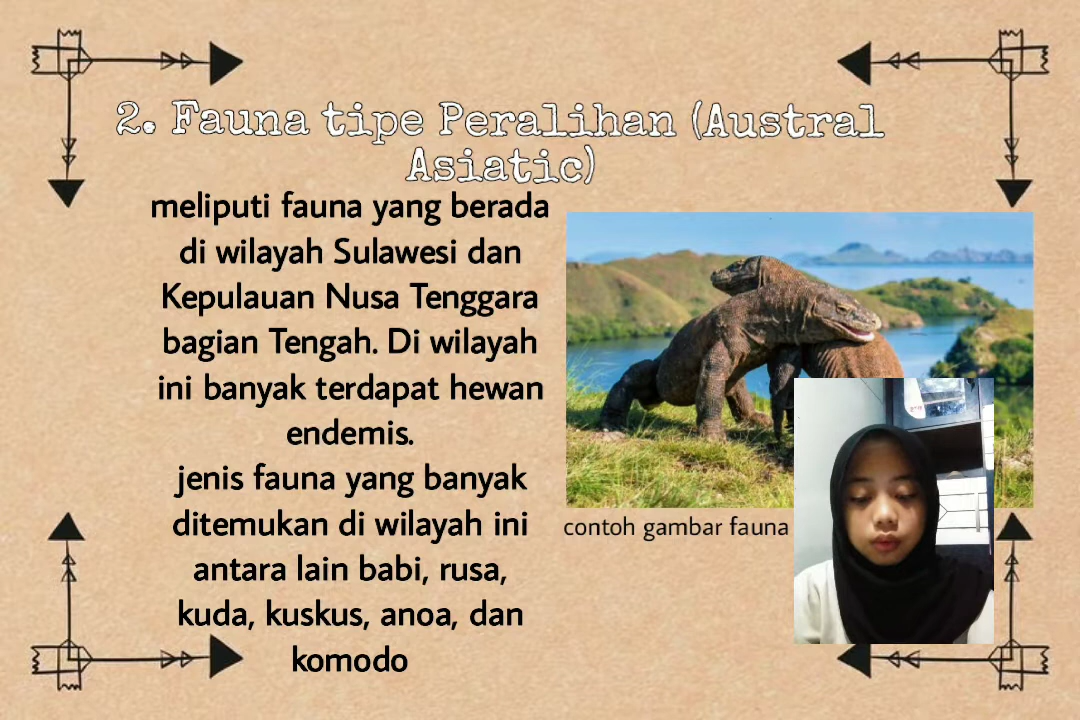 2. Fauna tipe Peralihan (Austral
Asiatic)
meliputi fauna yang berada
di wilayah Sulawesi dan
Kepulauan Nusa Tenggara
bagian Tengah. Di wilayah
ini banyak terdapat hewan
endemis.
jenis fauna yang banyak
ditemukan di wilayah ini
antara lain babi, rusa,
kuda, kuskus, anoa, dan
komodo
contoh gambar fauna